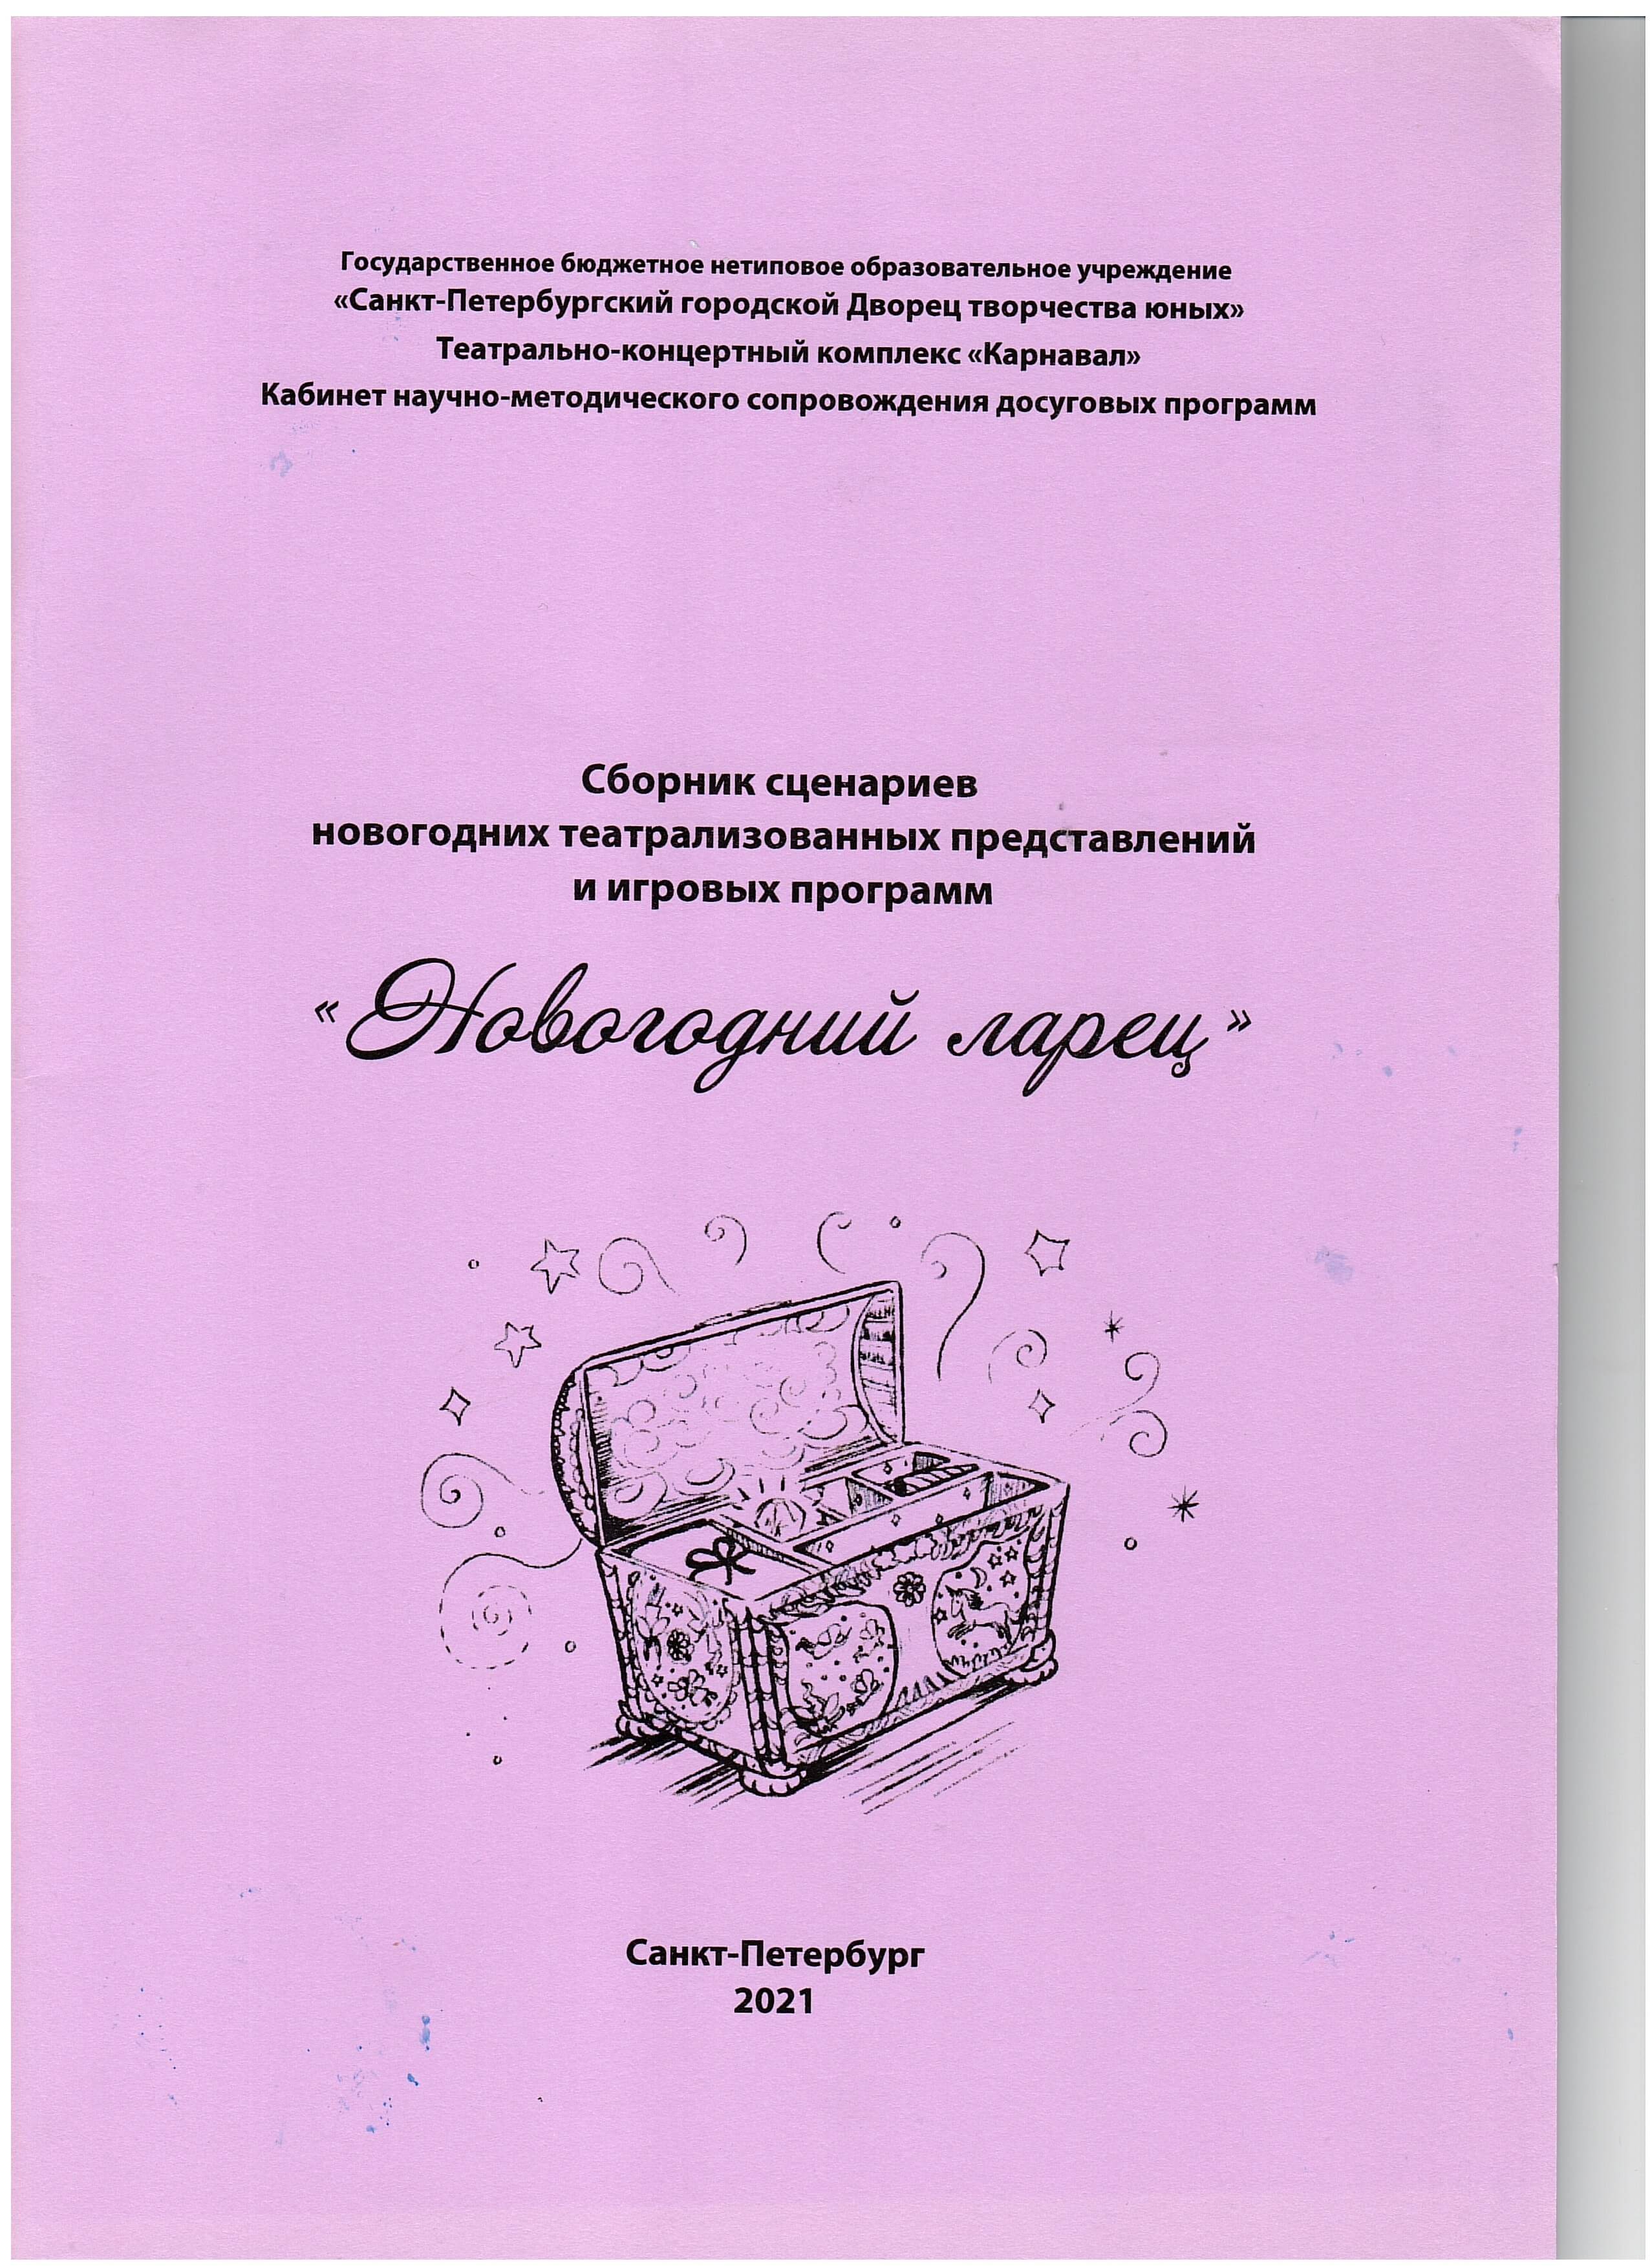 Государственное бюджетное нетиповое образовательное учреждение
«Санкт-Петербургский городской Дворец творчества юных»
Театрально-концертный комплекс «Карнавал»
Кабинет научно-методического сопровождения досуговых программ
Сборник сценариев
новогодних театрализованных представлений
и игровых программ
«Новогодний ларец»
Санкт-Петербург
2021